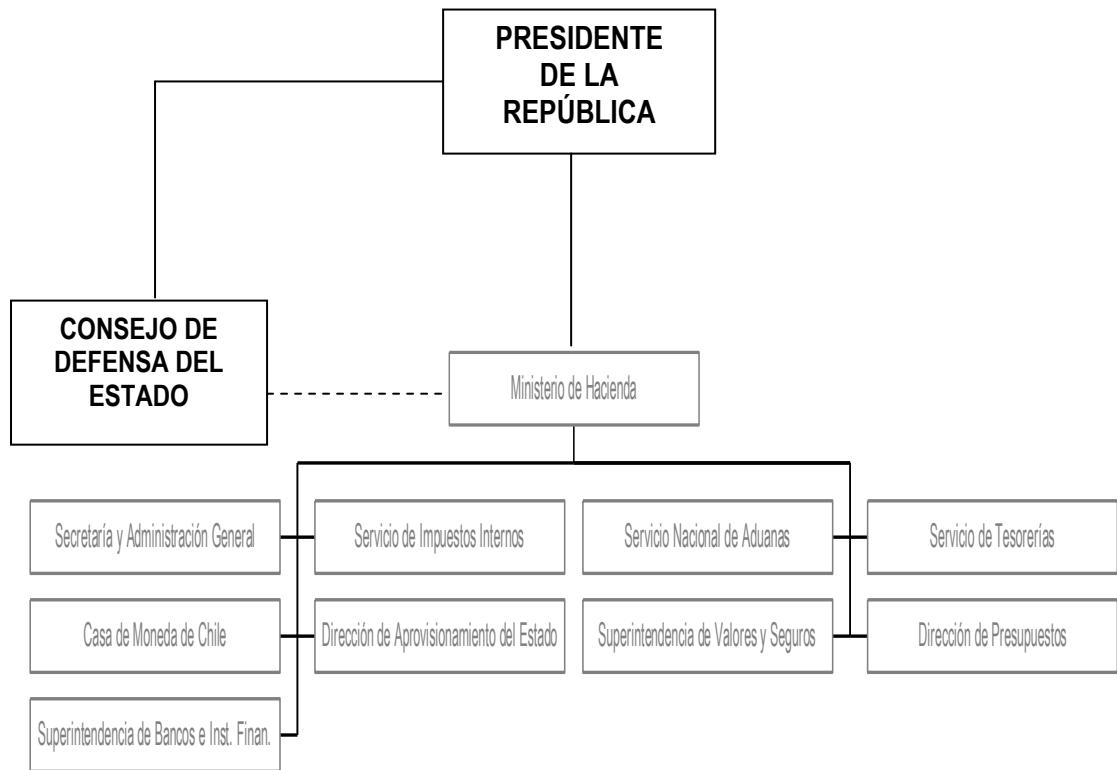 PRESIDENTE
DE LA
REPÚBLICA
CONSEJO DE
DEFENSA DEL
ESTADO
Ministerio de Hacienda
Secretaría y Administración General
Servicio de Impuestos Internos
Servicio Nacional de Aduanas
Servicio de Tesorerías
Casa de Moneda de Chile
Dirección de Aprovisionamiento del Estado
Superintendencia de Valores y Seguros
Dirección de Presupuestos
Superintendencia de Bancos e Inst. Finan.